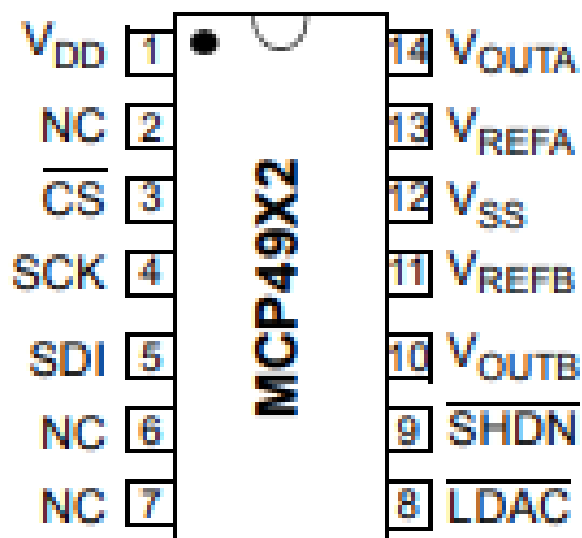 VDD 1 14 VOUTA
NC 2 13 VREFA
CS 3 12 VSS
SCK 4 11 VREFB
SDI 5 10 VOUTB
NC 6 9 SHDN
NC 7 8 LDAC
MCP49X2